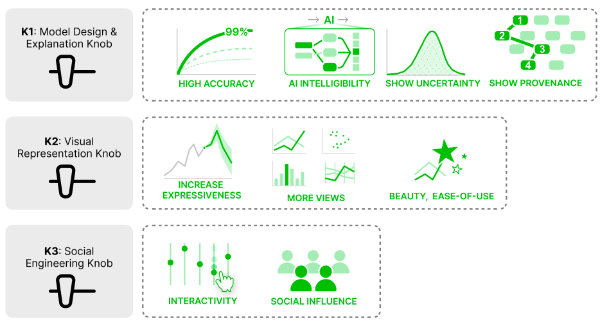 K1: Model Design &
Explanation Knob
99%
→ AI →
HIGH ACCURACY
AI INTELLIGIBILITY
SHOW UNCERTAINTY
1
2
3
4
SHOW PROVENANCE
K2: Visual
Representation Knob
INCREASE
EXPRESSIVENESS
MORE VIEWS
BEAUTY, EASE-OF-USE
K3: Social
Engineering Knob
INTERACTIVITY
SOCIAL INFLUENCE